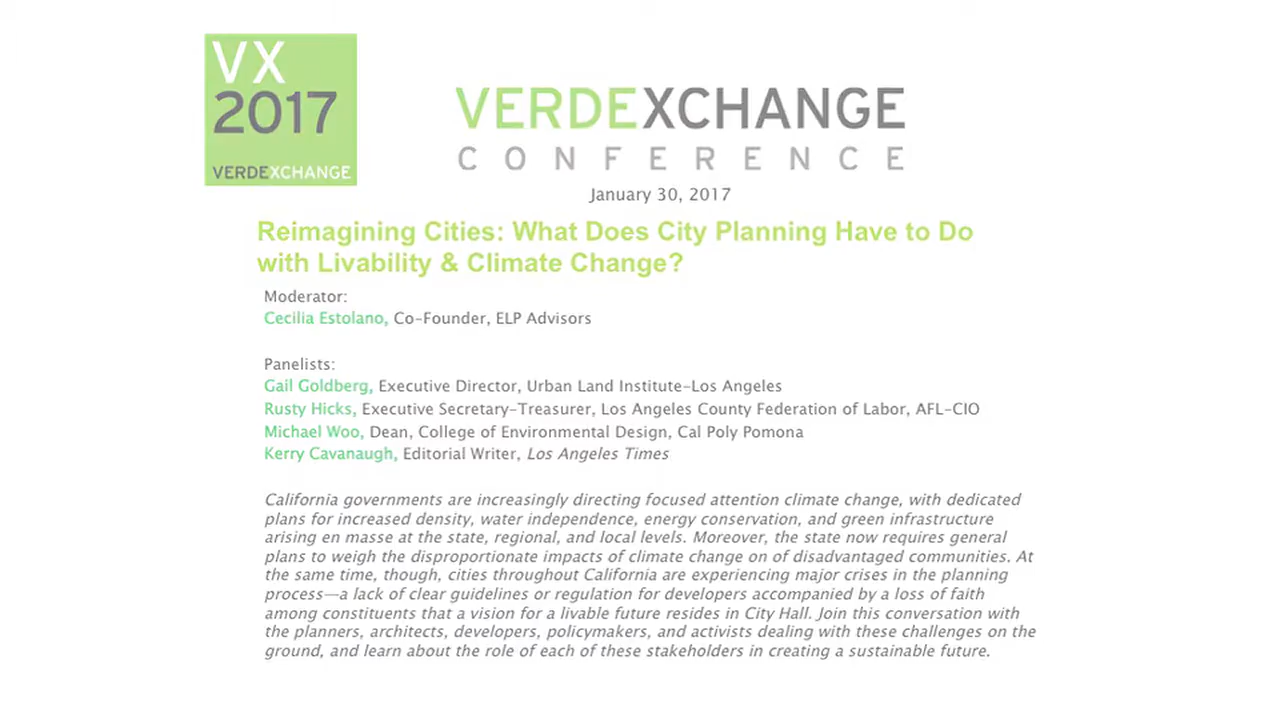 VX
2017
VERDEXCHANGE
VERDEXCHANGE
CONFERENCE
January 30, 2017
Reimagining Cities: What Does City Planning Have to Do
with Livability & Climate Change?
Moderator:
Cecilia Estolano, Co-Founder, ELP Advisors
Panelists:
Gail Goldberg, Executive Director, Urban Land Institute-Los Angeles
Rusty Hicks, Executive Secretary-Treasurer, Los Angeles County Federation of Labor, AFL-CIO
Michael Woo, Dean, College of Environmental Design, Cal Poly Pomona
Kerry Cavanaugh, Editorial Writer, Los Angeles Times
California governments are increasingly directing focused attention climate change, with dedicated
plans for increased density, water independence, energy conservation, and green infrastructure
arising en masse at the state, regional, and local levels. Moreover, the state now requires general
plans to weigh the disproportionate impacts of climate change on of disadvantaged communities. At
the same time, though, cities throughout California are experiencing major crises in the planning
process—a lack of clear guidelines or regulation for developers accompanied by a loss of faith
among constituents that a vision for a livable future resides in City Hall. Join this conversation with
the planners, architects, developers, policymakers, and activists dealing with these challenges on the
ground, and learn about the role of each of these stakeholders in creating a sustainable future.